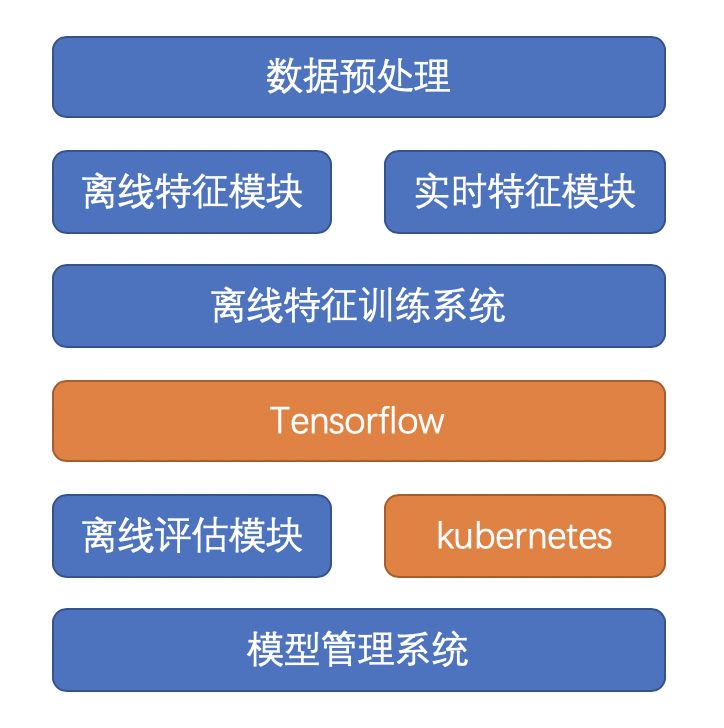 数据预处理
离线特征模块
实时特征模块
离线特征训练系统
Tensorflow
离线评估模块
kubernetes
模型管理系统